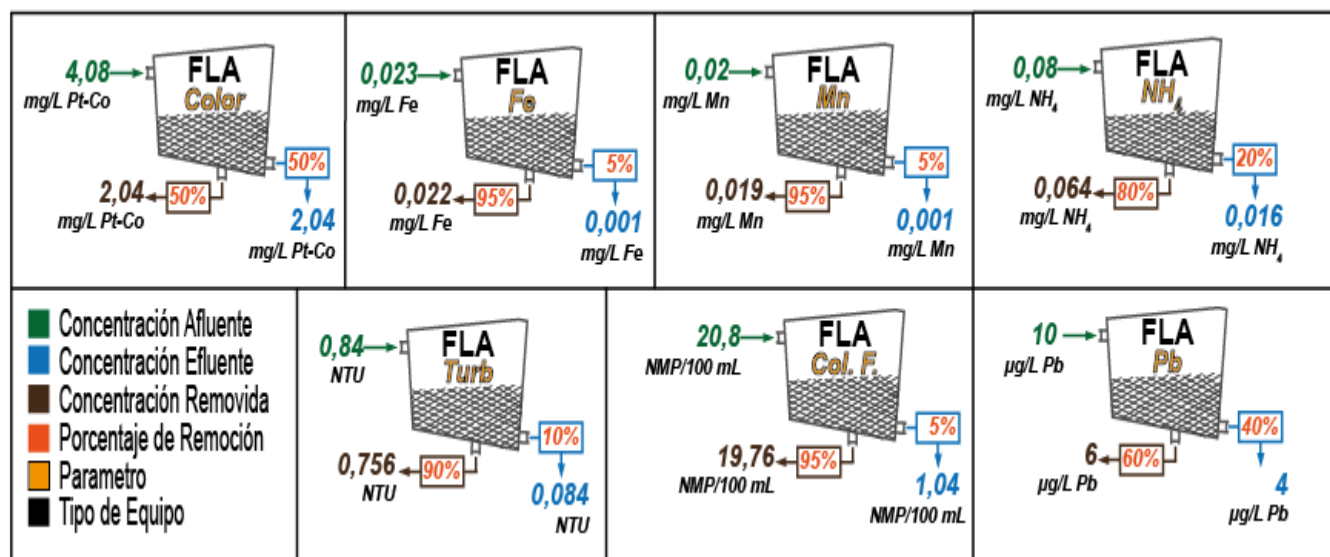 FLA
Color
4,08
mg/L Pt-Co
50%
2,04
mg/L Pt-Co
50%
2,04
mg/L Pt-Co
FLA
Fe
0,023
mg/L Fe
5%
0,022
mg/L Fe
95%
0,001
mg/L Fe
FLA
Mn
0,02
mg/L Mn
5%
0,019
mg/L Mn
95%
0,001
mg/L Mn
FLA
NH₄
0,08
mg/L NH₄
20%
0,064
mg/L NH₄
80%
0,016
mg/L NH₄
Concentración Afluente
Concentración Efluente
Concentración Removida
Porcentaje de Remoción
Parametro
Tipo de Equipo
FLA
Turb
0,84
NTU
10%
0,756
NTU
90%
0,084
NTU
FLA
Col. F.
20,8
NMP/100 mL
5%
19,76
NMP/100 mL
95%
1,04
NMP/100 mL
FLA
Pb
10
µg/L Pb
40%
6
µg/L Pb
60%
4
µg/L Pb